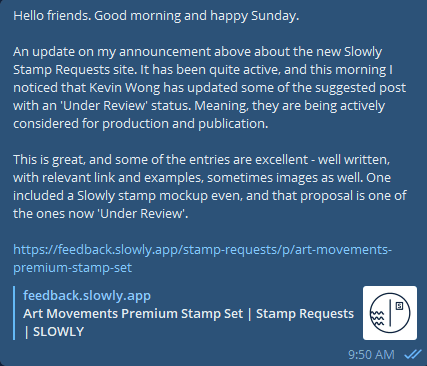 Hello friends. Good morning and happy Sunday.
An update on my announcement above about the new Slowly
Stamp Requests site. It has been quite active, and this morning I
noticed that Kevin Wong has updated some of the suggested post
with an 'Under Review' status. Meaning, they are being actively
considered for production and publication.
This is great, and some of the entries are excellent - well written,
with relevant link and examples, sometimes images as well. One
included a Slowly stamp mockup even, and that proposal is one of
the ones now 'Under Review'.
https://feedback.slowly.app/stamp-requests/p/art-movements-
premium-stamp-set
feedback.slowly.app
Art Movements Premium Stamp Set | Stamp Requests
| SLOWLY
S
9:50 AM